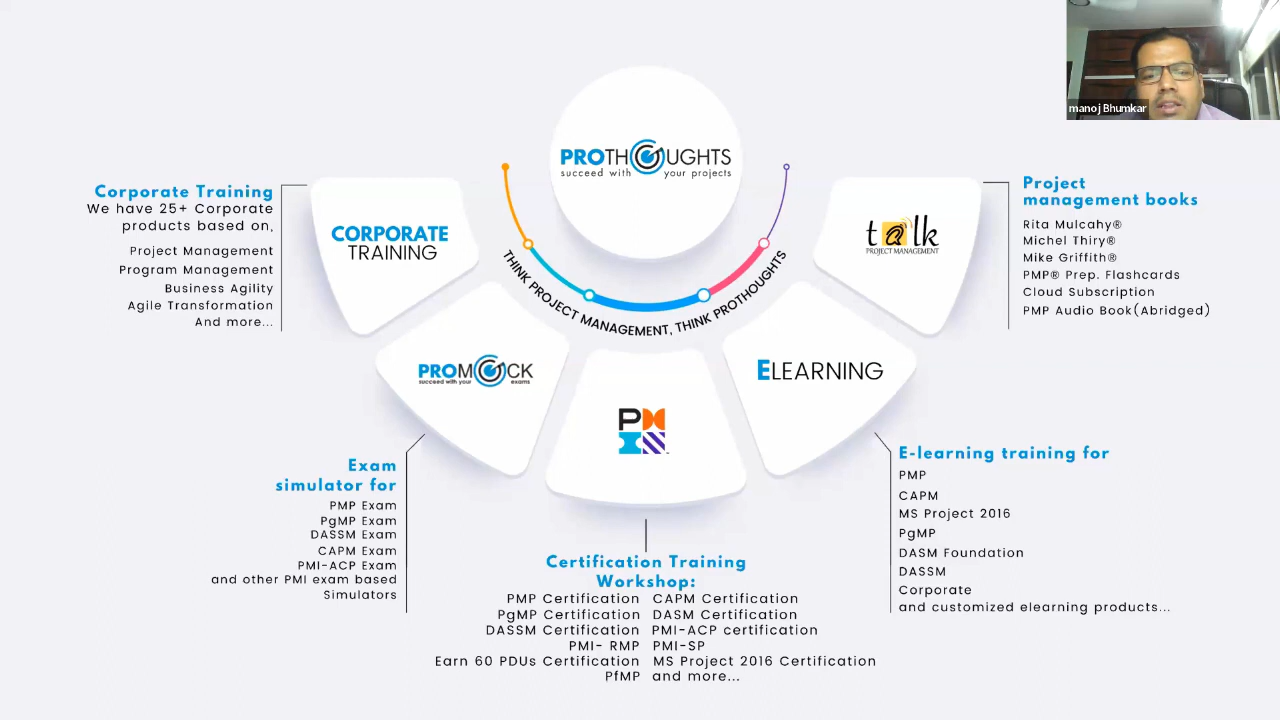 manoj Bhumkar
PROTHOUGHTS
succeed with your projects
THINK PROJECT MANAGEMENT, THINK PROTHOUGHTS
Corporate Training
We have 25+ Corporate
products based on,
Project Management
Program Management
Business Agility
Agile Transformation
And more...
CORPORATE
TRAINING
PROMOCK
succeed with your exams
Exam
simulator for
PMP Exam
PgMP Exam
DASSM Exam
CAPM Exam
PMI-ACP Exam
and other PMI exam based
Simulators
Certification Training
Workshop:
PMP Certification CAPM Certification
PgMP Certification DASM Certification
DASSM Certification PMI-ACP certification
PMI- RMP PMI-SP
Earn 60 PDUs Certification MS Project 2016 Certification
PfMP and more...
ELEARNING
E-learning training for
PMP
CAPM
MS Project 2016
PgMP
DASM Foundation
DASSM
Corporate
and customized elearning products...
talk
PROJECT MANAGEMENT
Project
management books
Rita Mulcahy®
Michel Thiry®
Mike Griffith®
PMP® Prep. Flashcards
Cloud Subscription
PMP Audio Book(Abridged)